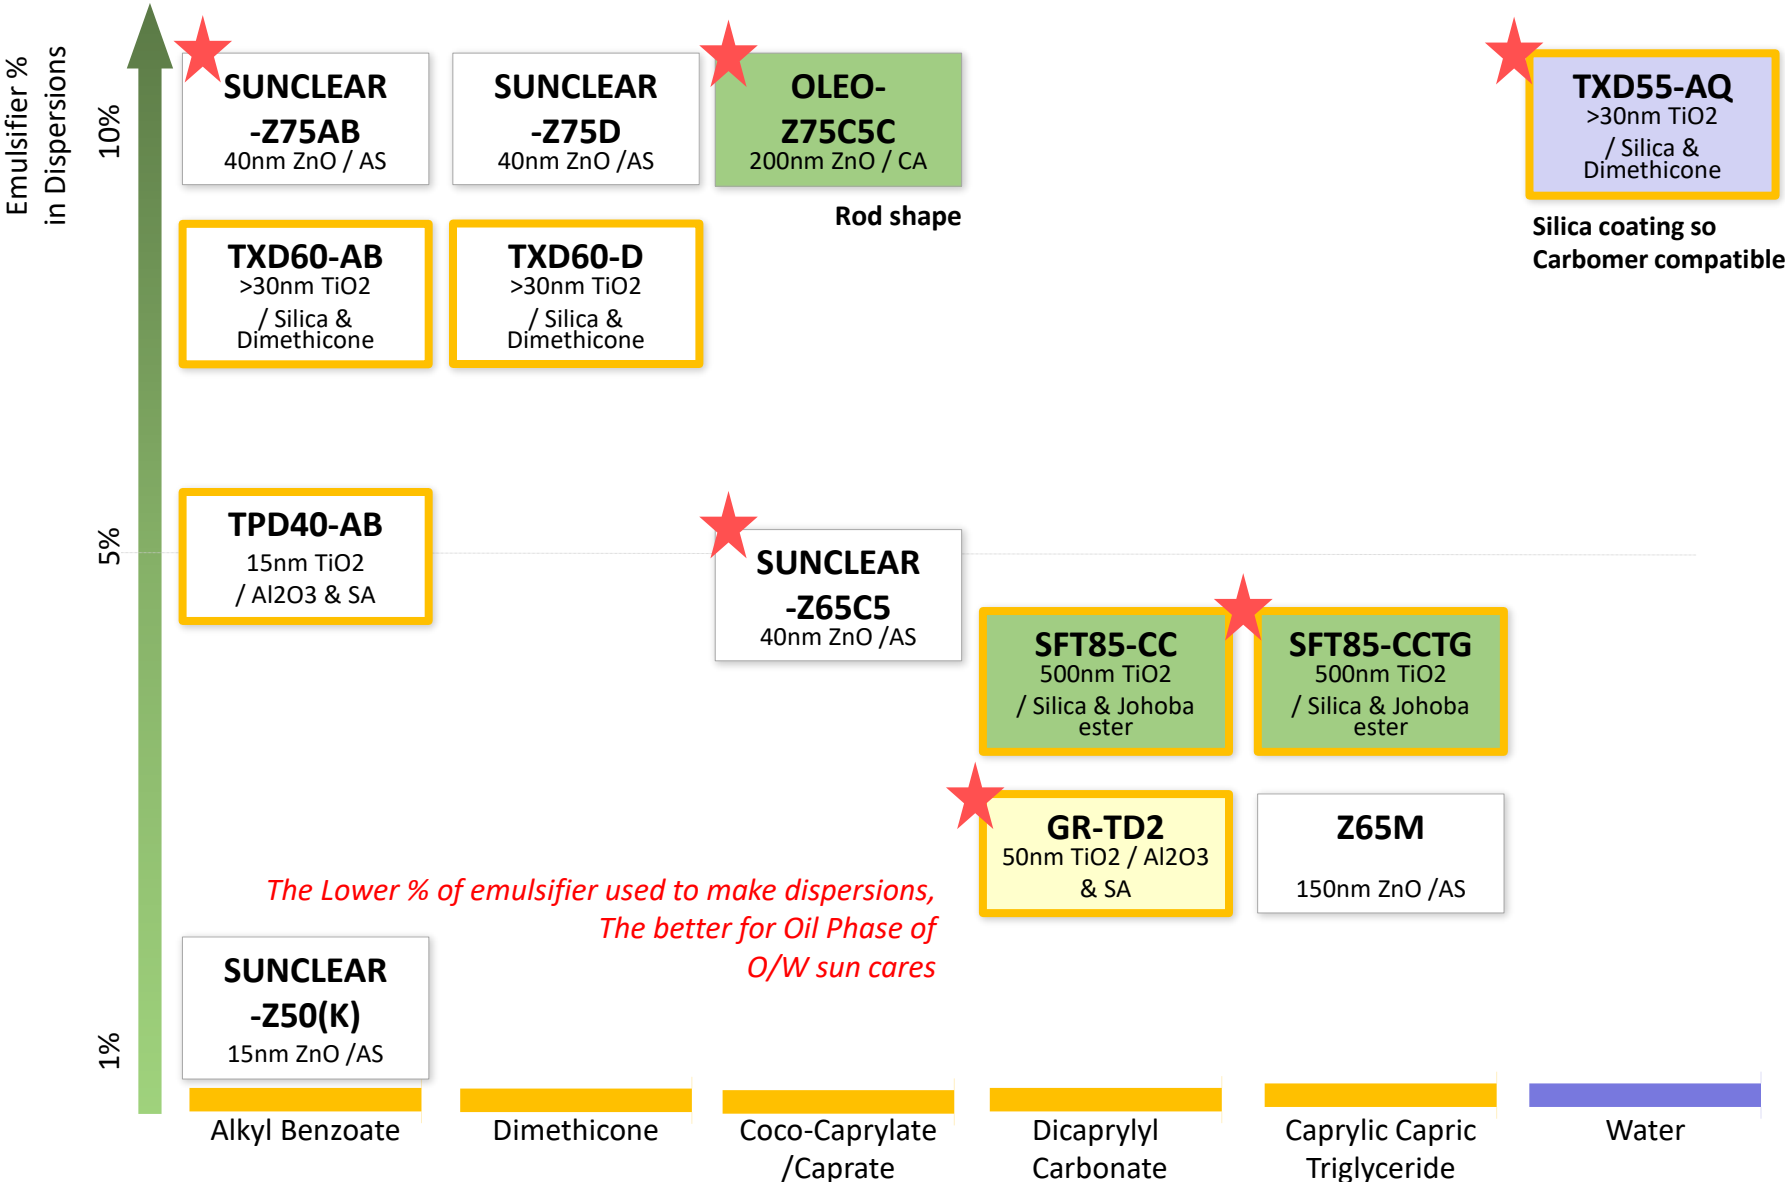 Emulsifier %
in Dispersions
10%
5%
1%
SUNCLEAR
-Z75AB
40nm ZnO / AS
SUNCLEAR
-Z75D
40nm ZnO /AS
OLEO-
Z75C5C
200nm ZnO / CA
Rod shape
TXD55-AQ
>30nm TiO2
/ Silica &
Dimethicone
Silica coating so
Carbomer compatible
TXD60-AB
>30nm TiO2
/ Silica &
Dimethicone
TXD60-D
>30nm TiO2
/ Silica &
Dimethicone
TPD40-AB
15nm TiO2
/ Al2O3 & SA
SUNCLEAR
-Z65C5
40nm ZnO /AS
SFT85-CC
500nm TiO2
/ Silica & Johoba
ester
SFT85-CCTG
500nm TiO2
/ Silica & Johoba
ester
GR-TD2
50nm TiO2 / Al2O3
& SA
Z65M
150nm ZnO /AS
The Lower % of emulsifier used to make dispersions,
The better for Oil Phase of
O/W sun cares
SUNCLEAR
-Z50(K)
15nm ZnO /AS
Alkyl Benzoate
Dimethicone
Coco-Caprylate
/Caprate
Dicaprylyl
Carbonate
Caprylic Capric
Triglyceride
Water